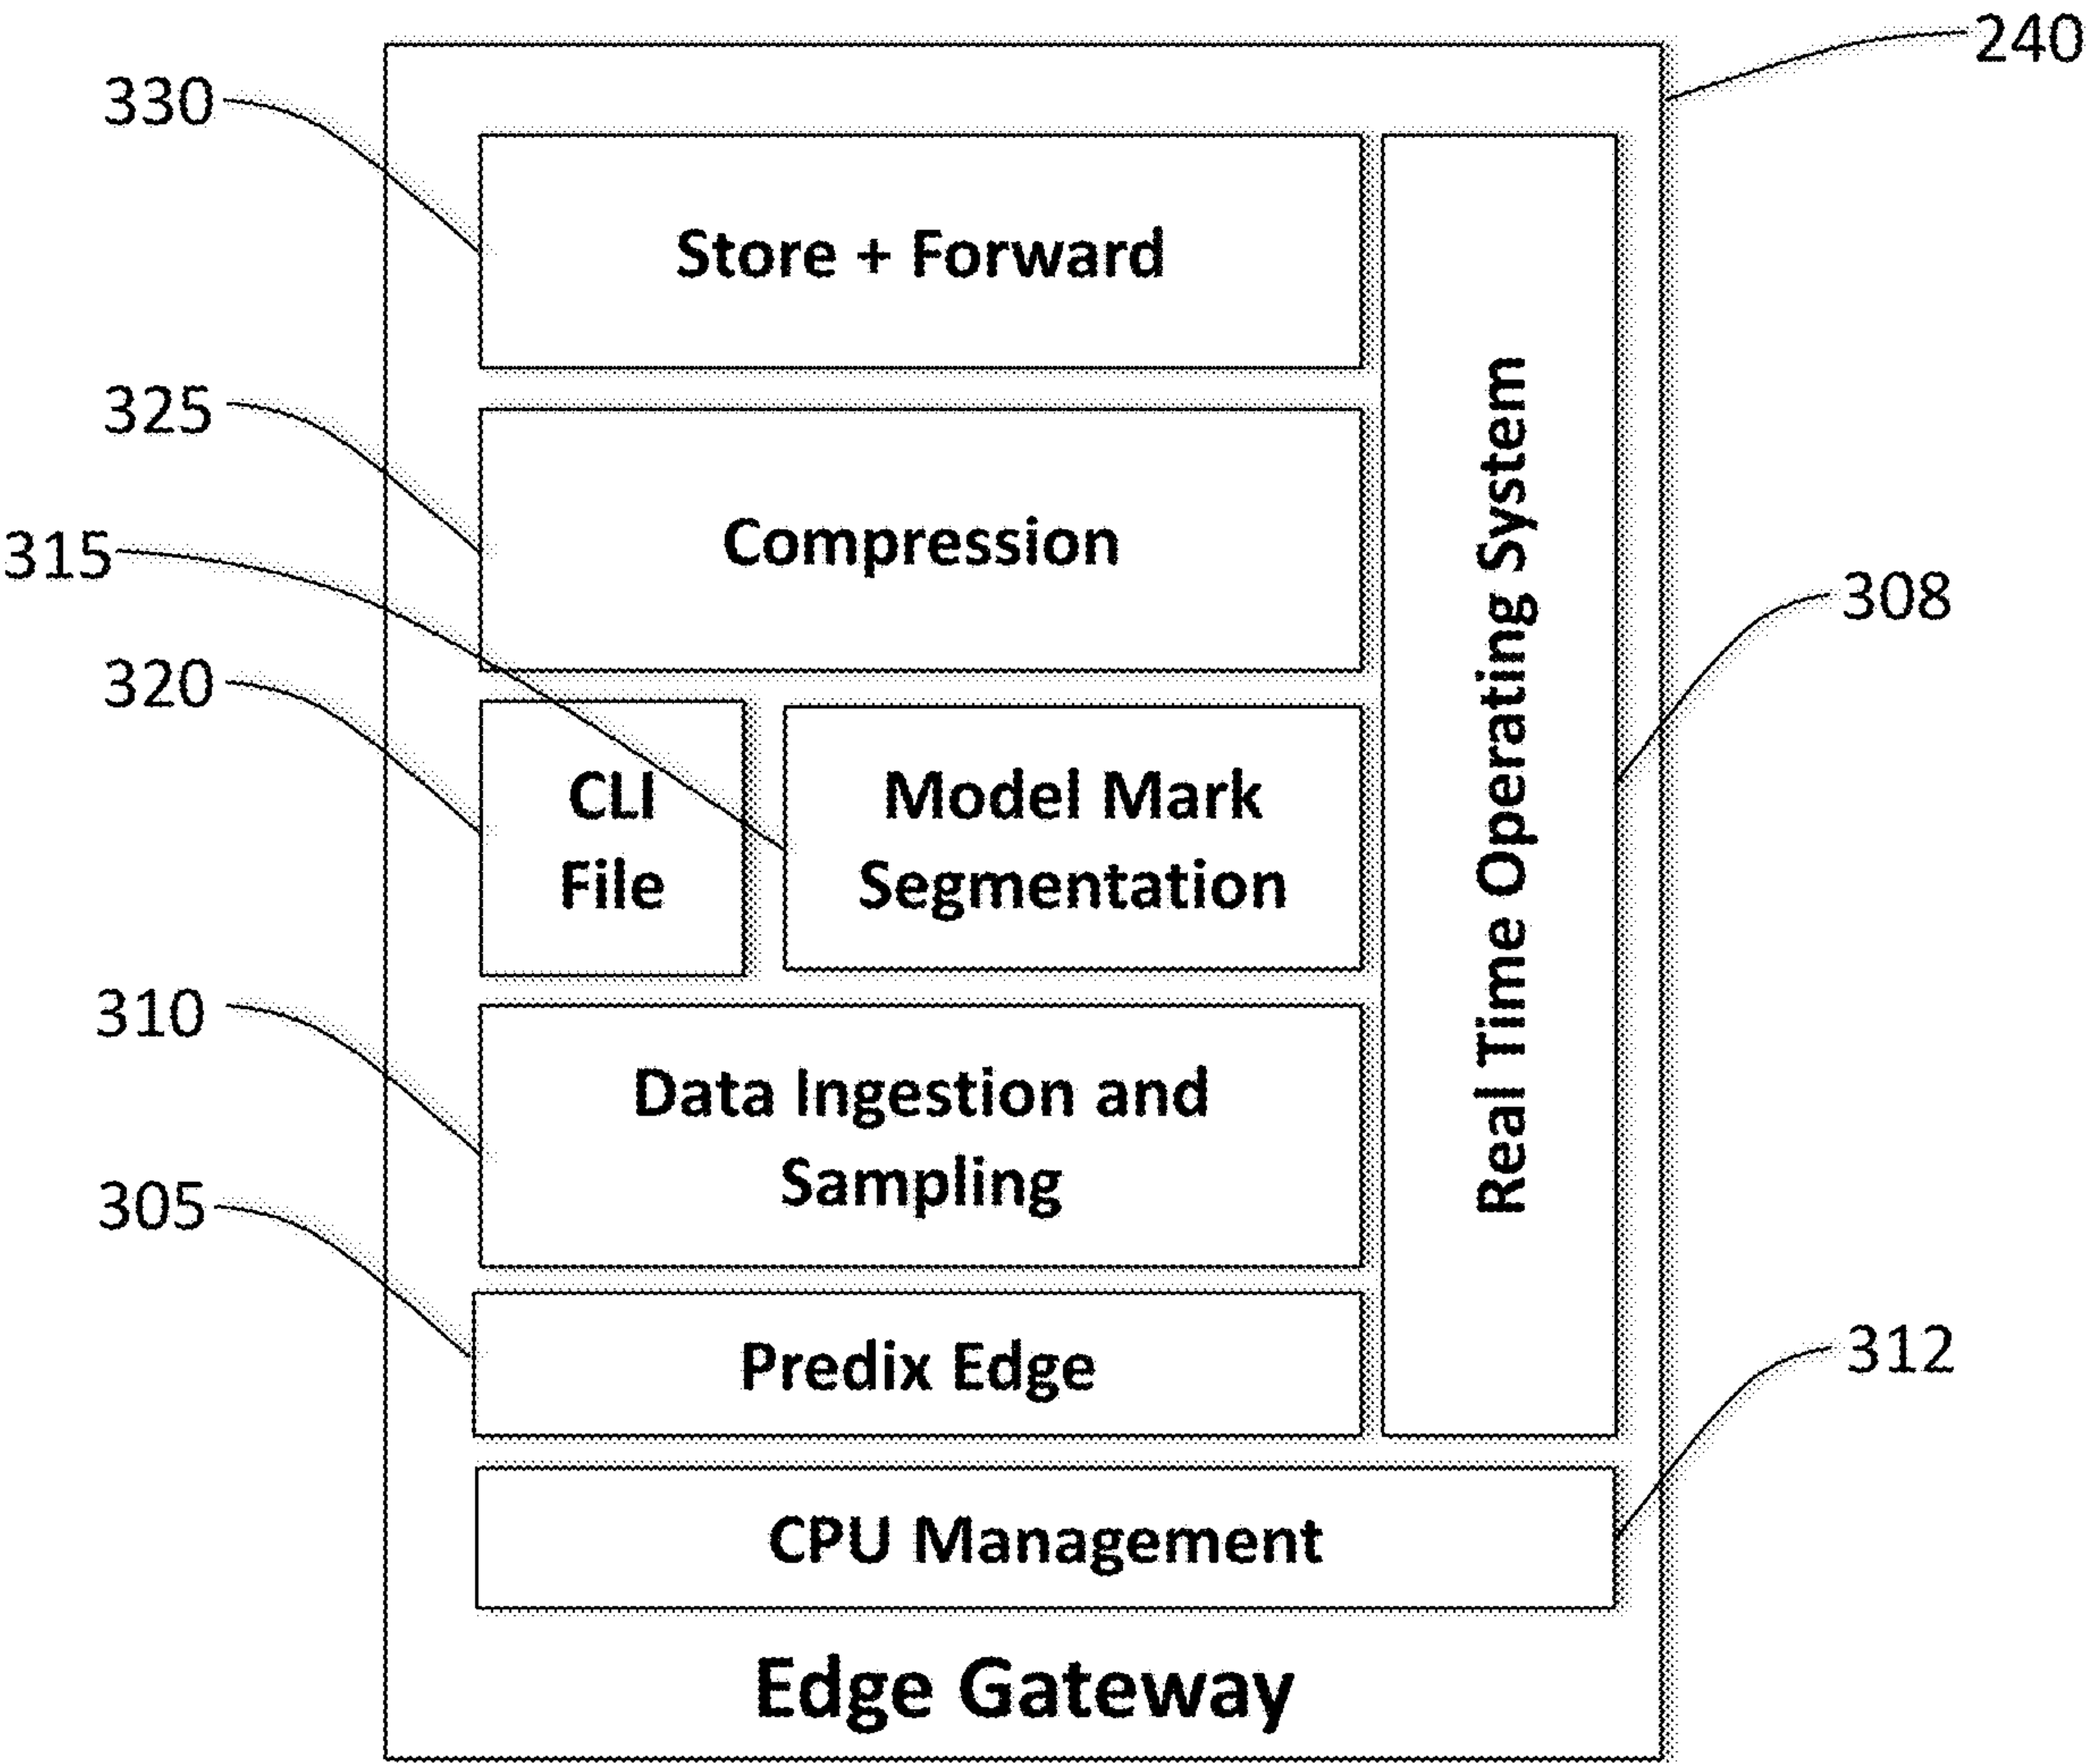 240
330
Store + Forward
325
Compression
315
308
320
CLI
File
Model Mark
Segmentation
Real Time Operating System
310
Data Ingestion and
Sampling
305
Predix Edge
312
CPU Management
Edge Gateway